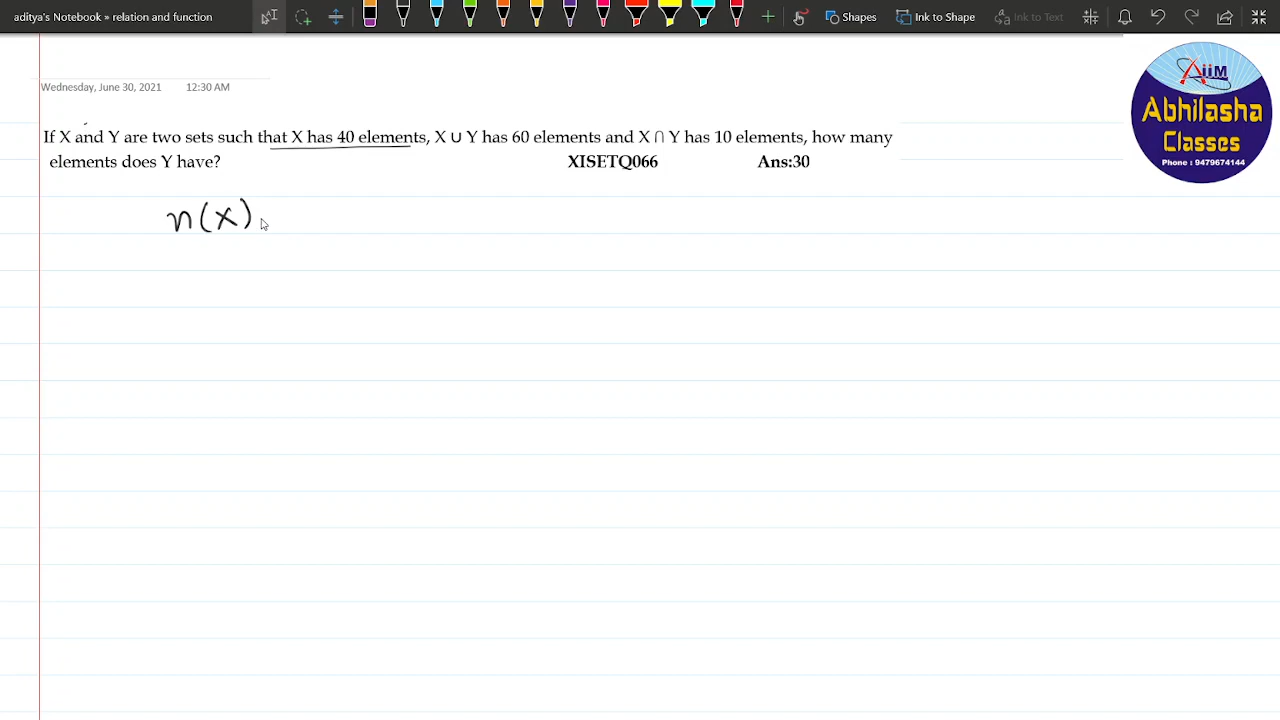 aditya's Notebook » relation and function
Shapes
Ink to Shape
Ink to Text
Wednesday, June 30, 2021 12:30 AM
AiiM
Abhilasha
Classes
Phone : 9479674144
If X and Y are two sets such that X has 40 elements, X ∪ Y has 60 elements and X ∩ Y has 10 elements, how many
elements does Y have? XISETQ066 Ans:30
n(x)